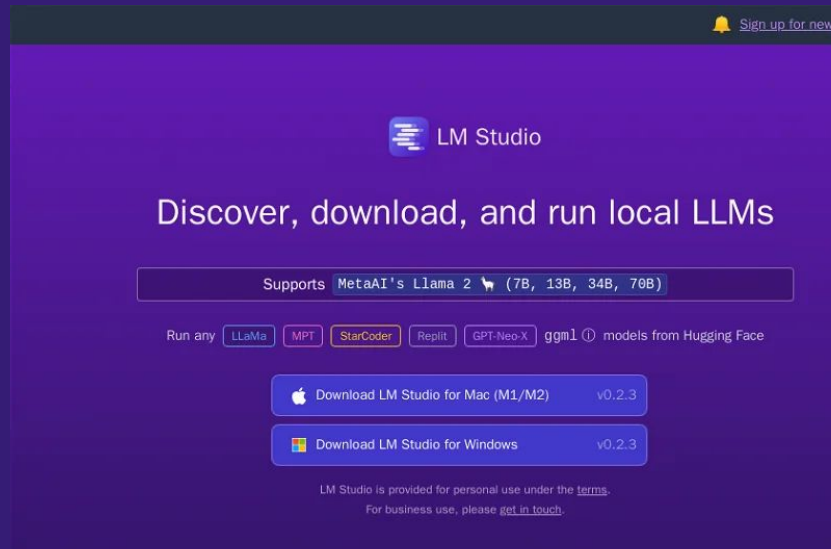 Sign up for new
LM Studio
Discover, download, and run local LLMs
Supports MetaAI's Llama 2 🦙 (7B, 13B, 34B, 70B)
Run any LLaMa MPT StarCoder Replit GPT-Neo-X ggml ⓘ models from Hugging Face
Download LM Studio for Mac (M1/M2) v0.2.3
Download LM Studio for Windows v0.2.3
LM Studio is provided for personal use under the terms.
For business use, please get in touch.